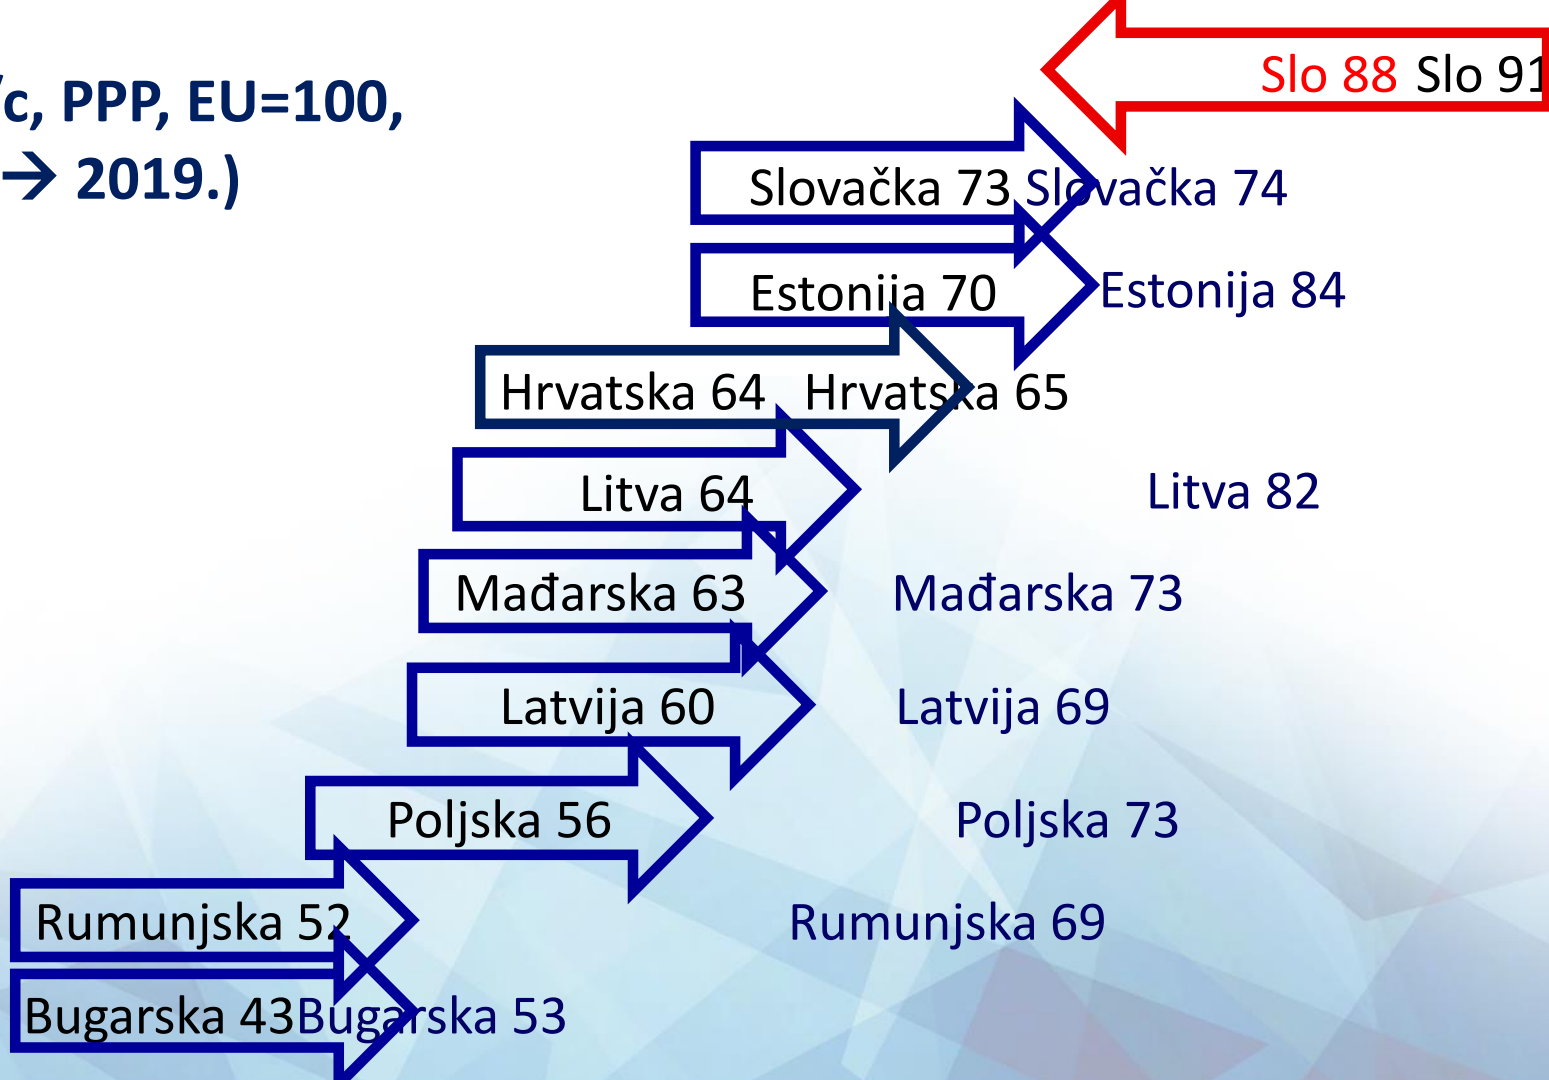 /c, PPP, EU=100,
→ 2019.)
Slo 88 Slo 91
Slovačka 73 Slovačka 74
Estonija 70 Estonija 84
Hrvatska 64 Hrvatska 65
Litva 64 Litva 82
Mađarska 63 Mađarska 73
Latvija 60 Latvija 69
Poljska 56 Poljska 73
Rumunjska 52 Rumunjska 69
Bugarska 43 Bugarska 53